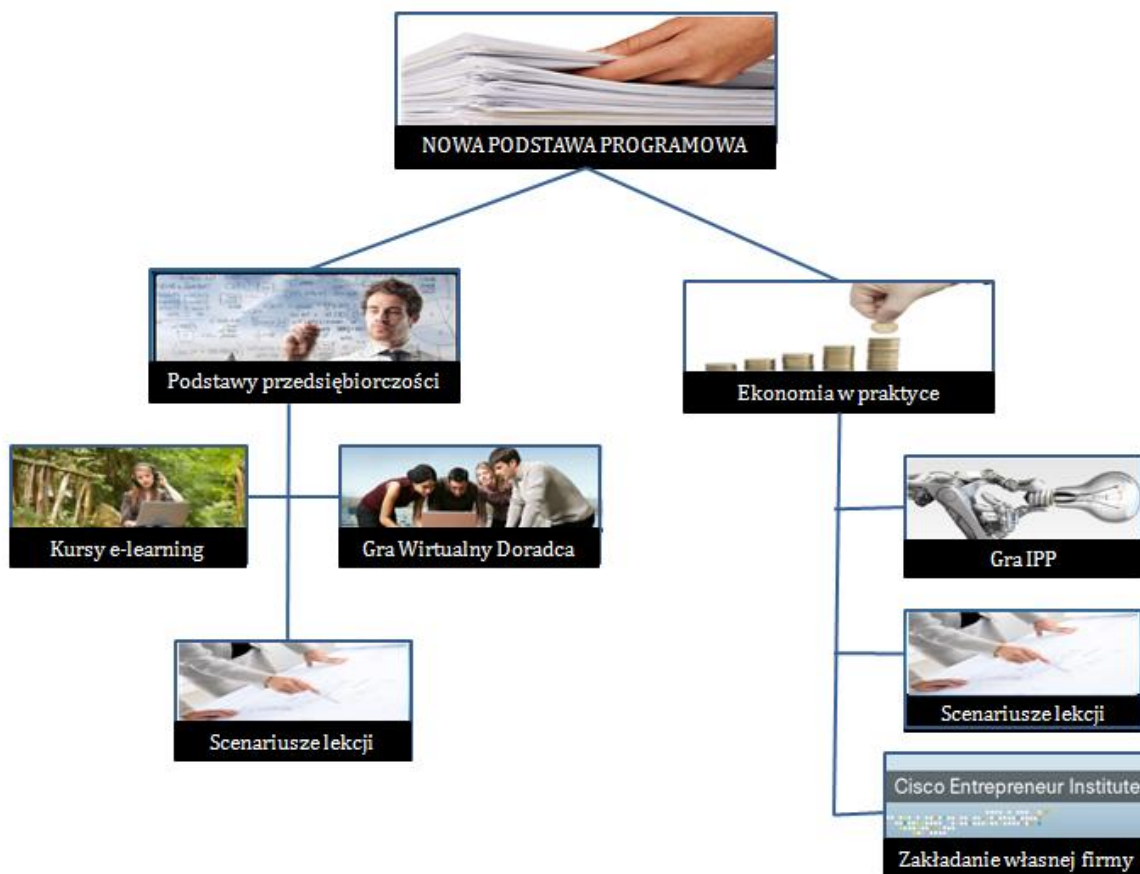 NOWA PODSTAWA PROGRAMOWA
Podstawy przedsiębiorczości
Ekonomia w praktyce
Kursy e-learning
Gra Wirtualny Doradca
Gra IPP
Scenariusze lekcji
Scenariusze lekcji
Cisco Entrepreneur Institute
Zakładanie własnej firmy